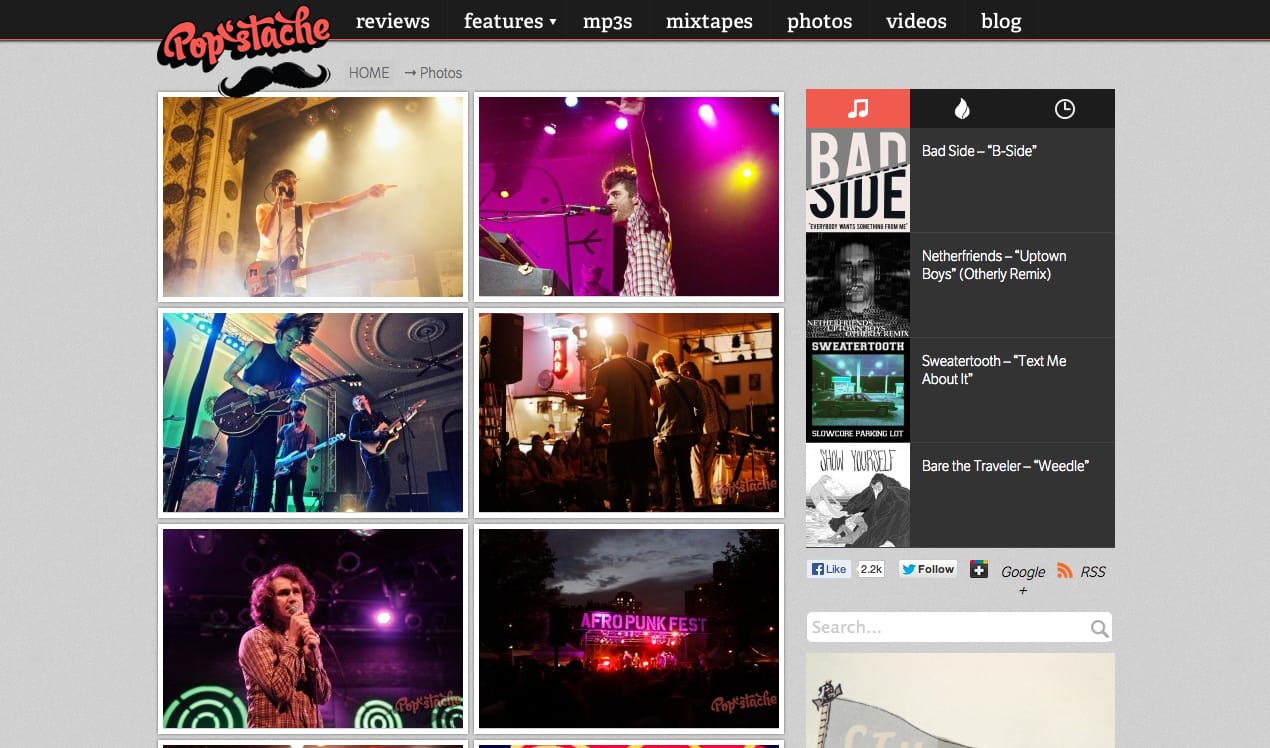 Pop'stache
reviews features ▾ mp3s mixtapes photos videos blog
HOME → Photos
BAR
Pop'stache
Pop'stache
AFROPUNK FEST
Pop'stache
BAD
SIDE
"EVERYBODY WANTS SOMETHING FROM ME"
Bad Side – “B-Side”
NETHERFRIENDS
UPTOWN
BOYS
OTHERLY REMIX
Netherfriends – “Uptown
Boys” (Otherly Remix)
SWEATERTOOTH
SLOWCORE PARKING LOT
Sweatertooth – “Text Me
About It”
SHOW YOURSELF
Bare the Traveler – “Weedle”
Like 2.2k Follow Google
+
RSS
Search...